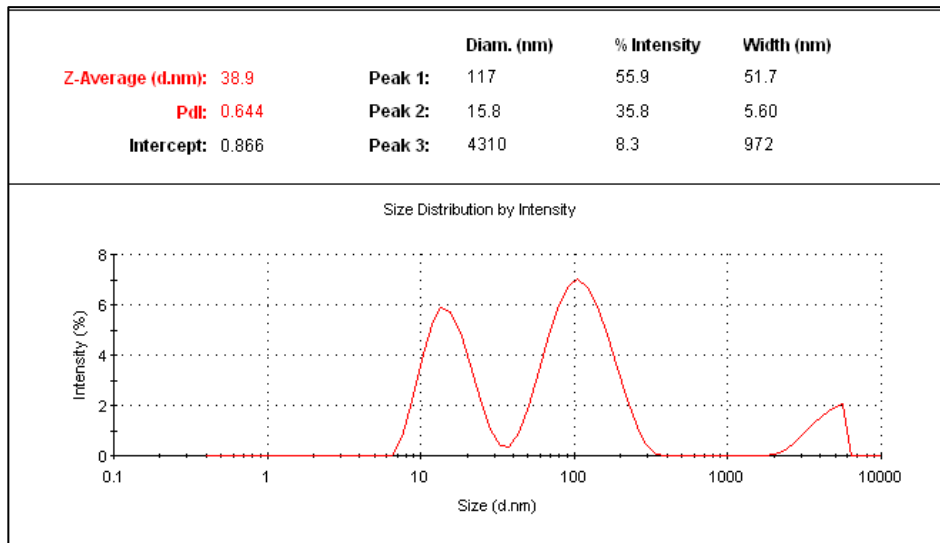 Diam. (nm) % Intensity Width (nm)
Z-Average (d.nm): 38.9 Peak 1: 117 55.9 51.7
PdI: 0.644 Peak 2: 15.8 35.8 5.60
Intercept: 0.866 Peak 3: 4310 8.3 972
Size Distribution by Intensity
8
6
4
2
0
Intensity (%)
0.1 1 10 100 1000 10000
Size (d.nm)